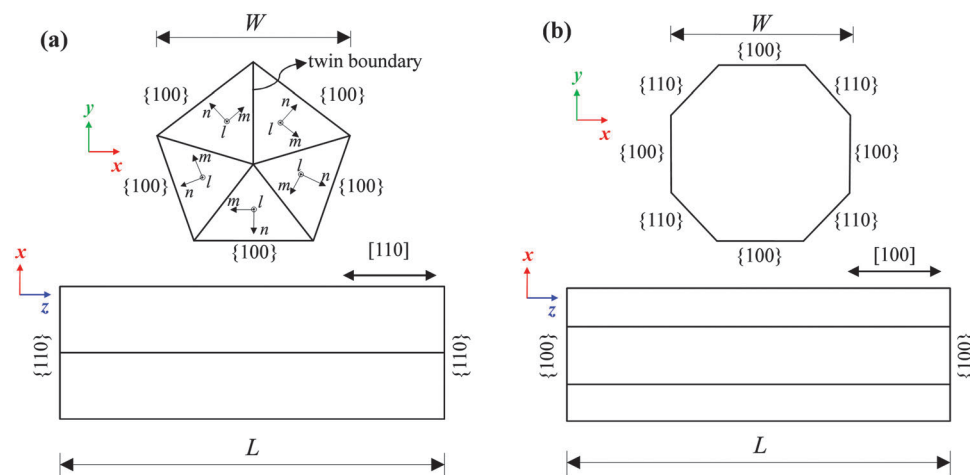 (a)
W
twin boundary
{100}
{100}
n
m
l
n
l
m
y
x
m
l
n
l
m
n
{100}
{100}
m
l
n
{100}
[110]
x
z
{110}
{110}
L
(b)
W
{100}
{110}
{110}
y
x
{100}
{100}
{110}
{110}
{100}
[100]
x
z
{100}
{100}
L